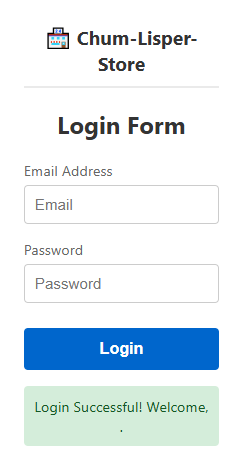 🏪 Chum-Lisper-
Store
Login Form
Email Address
Email
Password
Password
Login
Login Successful! Welcome,
.